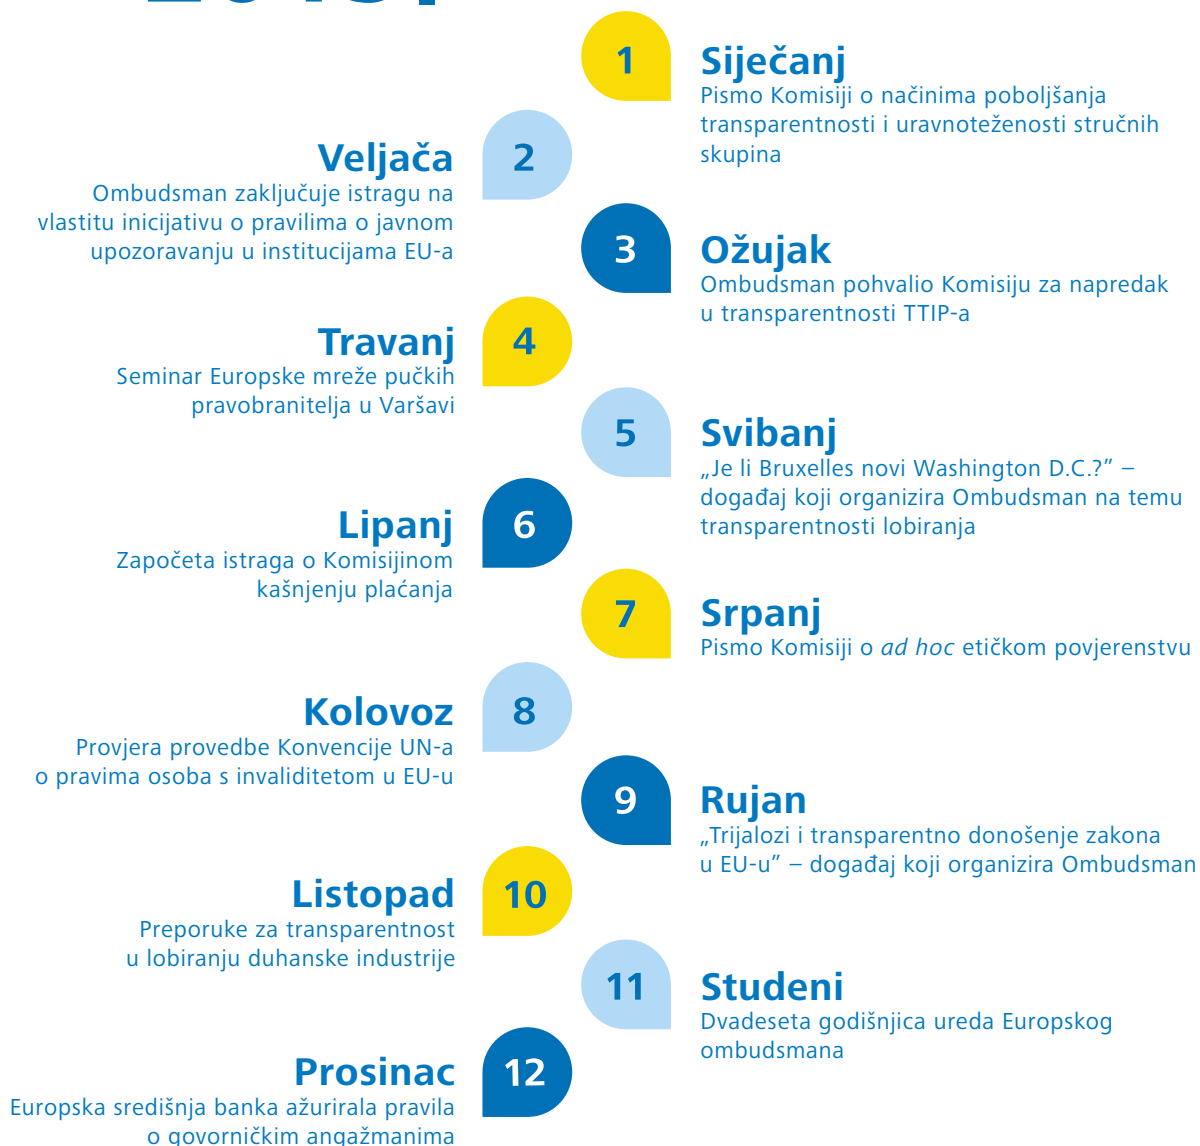 1
Siječanj
Pismo Komisiji o načinima poboljšanja
transparentnosti i uravnoteženosti stručnih
skupina
2
Veljača
Ombudsman zaključuje istragu na
vlastitu inicijativu o pravilima o javnom
upozoravanju u institucijama EU-a
3
Ožujak
Ombudsman pohvalio Komisiju za napredak
u transparentnosti TTIP-a
4
Travanj
Seminar Europske mreže pučkih
pravobranitelja u Varšavi
5
Svibanj
„Je li Bruxelles novi Washington D.C.?” –
događaj koji organizira Ombudsman na temu
transparentnosti lobiranja
6
Lipanj
Započeta istraga o Komisijinom
kašnjenju plaćanja
7
Srpanj
Pismo Komisiji o ad hoc etičkom povjerenstvu
8
Kolovoz
Provjera provedbe Konvencije UN-a
o pravima osoba s invaliditetom u EU-u
9
Rujan
„Trijalozi i transparentno donošenje zakona
u EU-u” – događaj koji organizira Ombudsman
10
Listopad
Preporuke za transparentnost
u lobiranju duhanske industrije
11
Studeni
Dvadeseta godišnjica ureda Europskog
ombudsmana
12
Prosinac
Europska središnja banka ažurirala pravila
o govorničkim angažmanima